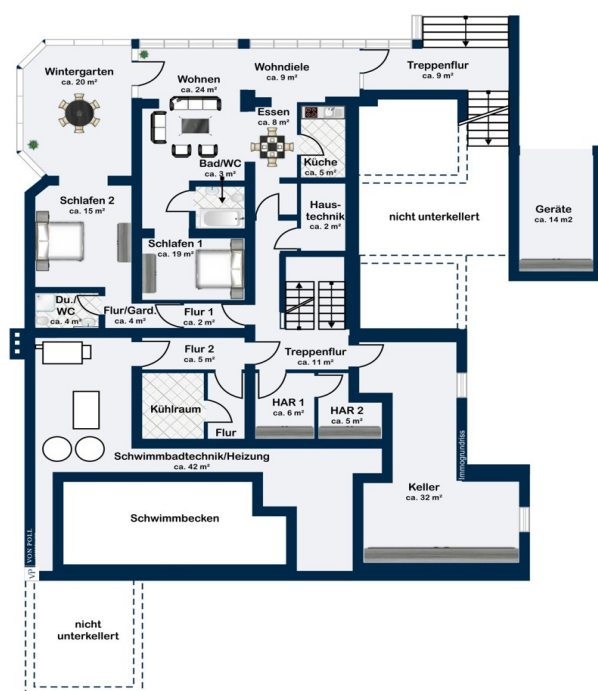 Wintergarten
ca. 20 m²
Wohnen
ca. 24 m²
Wohndiele
ca. 9 m²
Treppenflur
ca. 9 m²
Essen
ca. 8 m²
Küche
ca. 5 m²
Bad/WC
ca. 3 m²
Haus-
technik
ca. 2 m²
nicht unterkellert
Geräte
ca. 14 m2
Schlafen 2
ca. 15 m²
Schlafen 1
ca. 19 m²
Du./
WC
ca. 4 m²
Flur/Gard.
ca. 4 m²
Flur 1
ca. 2 m²
Flur 2
ca. 5 m²
Treppenflur
ca. 11 m²
Kühlraum
Flur
HAR 1
ca. 6 m²
HAR 2
ca. 5 m²
Schwimmbadtechnik/Heizung
ca. 42 m²
Keller
ca. 32 m²
Immogrundriss
Schwimmbecken
VP VON POLL
nicht
unterkellert